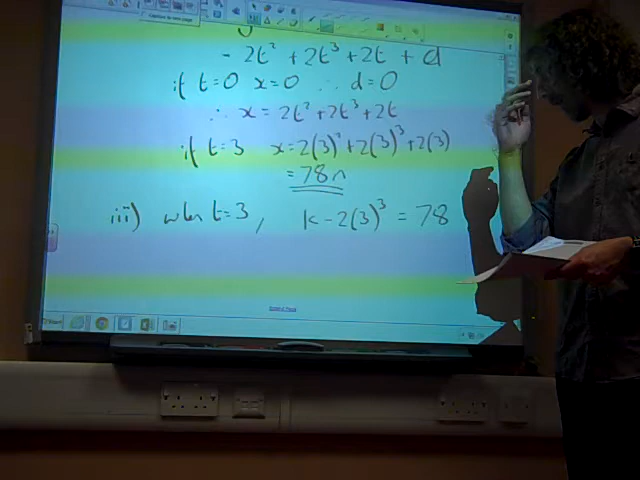 - 2t² + 2t³ + 2t + d
if t=0 x=0 ∴ d=0
∴ x = 2t² + 2t³ + 2t
if t=3 x=2(3)²+2(3)³+2(3)
= 78m
iii) when t=3, k-2(3)³ = 78